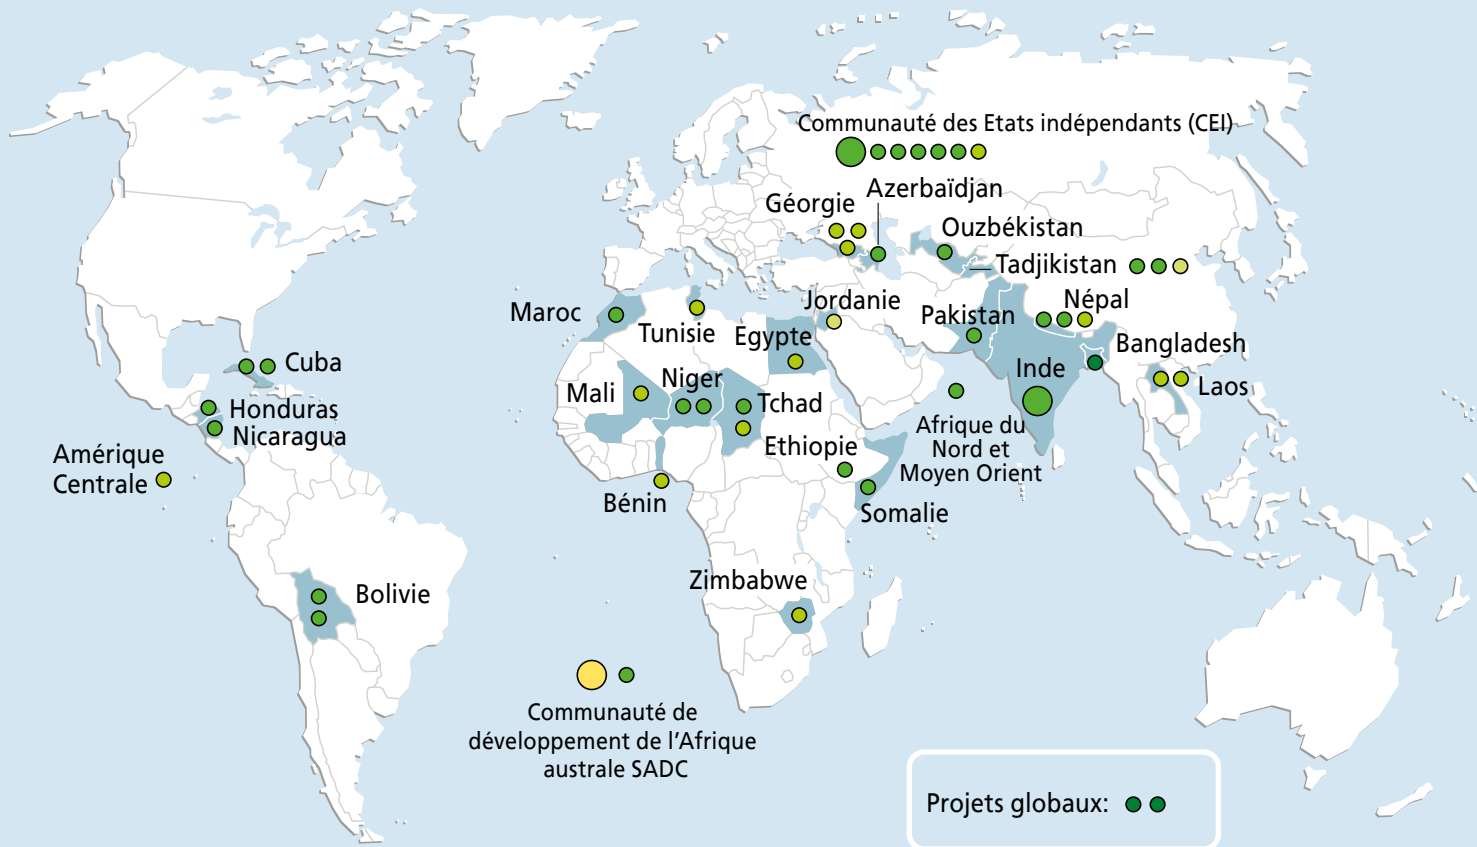 Communauté des Etats indépendants (CEI)
Azerbaïdjan
Géorgie
Ouzbékistan
Tadjikistan
Jordanie
Népal
Maroc
Pakistan
Tunisie
Egypte
Bangladesh
Cuba
Inde
Niger
Mali
Laos
Tchad
Honduras
Nicaragua
Afrique du
Nord et
Moyen Orient
Ethiopie
Amérique
Centrale
Bénin
Somalie
Zimbabwe
Bolivie
Communauté de
développement de l'Afrique
australe SADC
Projets globaux: